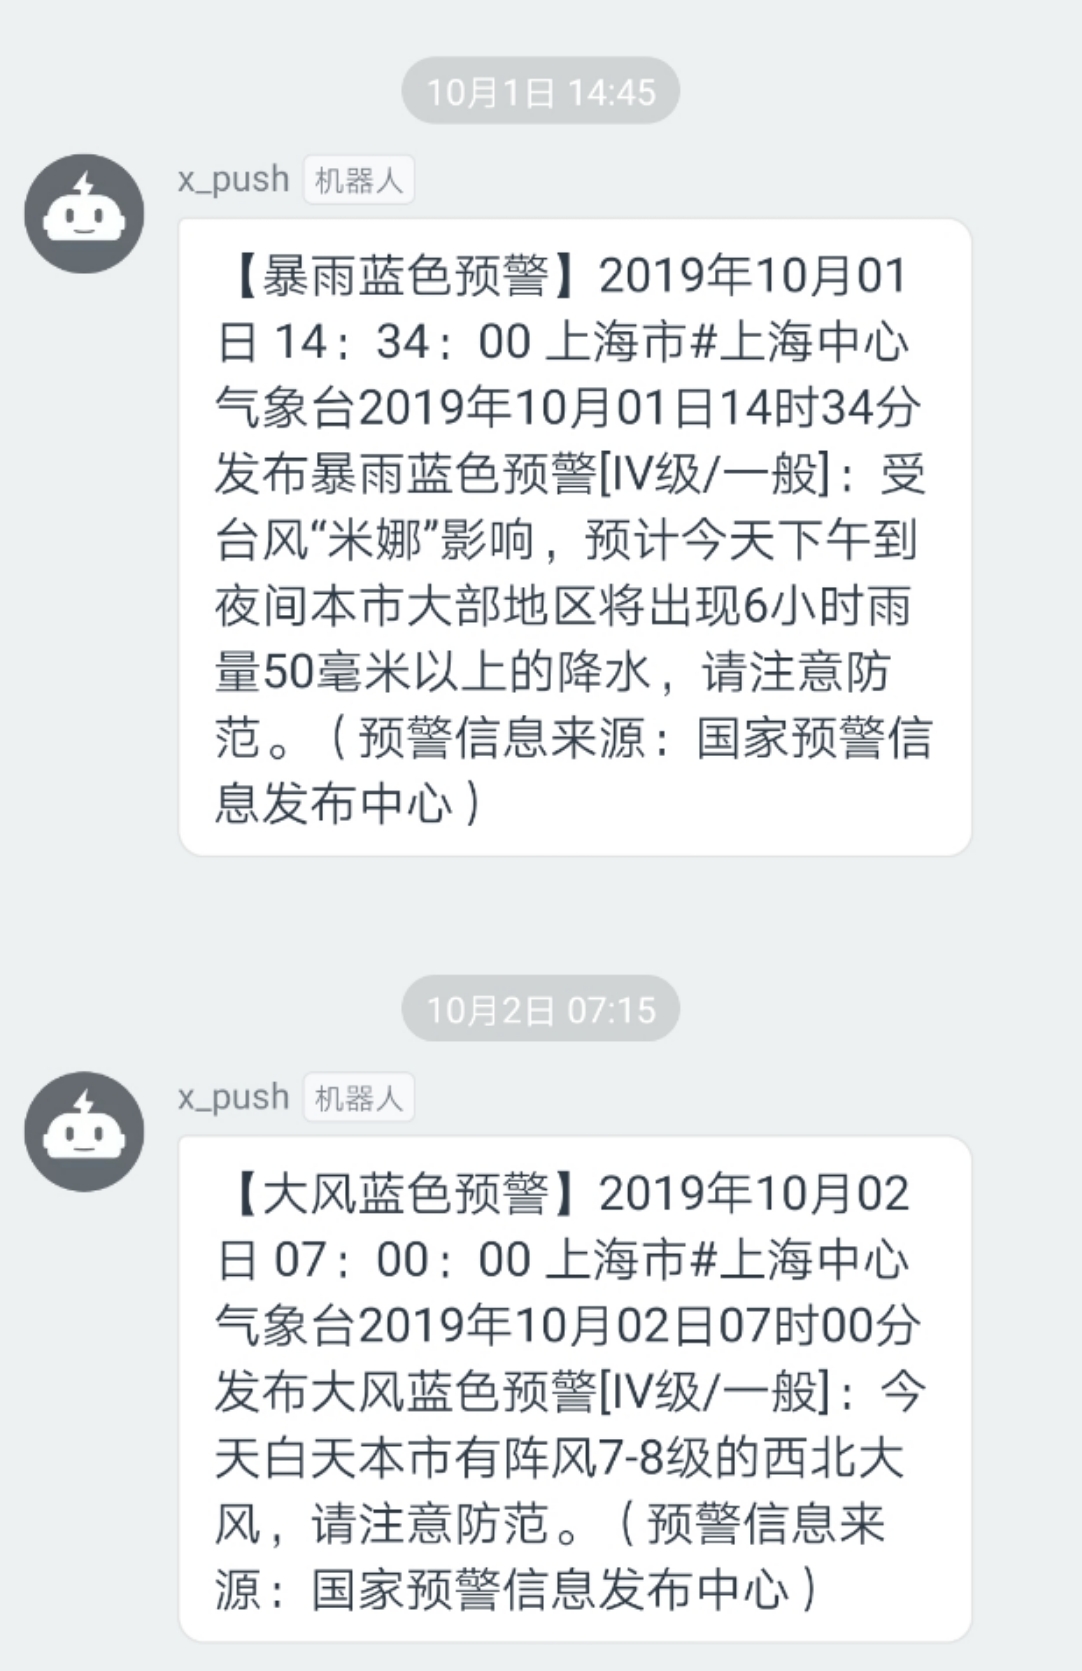 10月1日 14:45
x_push 机器人
【暴雨蓝色预警】2019年10月01
日 14：34：00 上海市#上海中心
气象台2019年10月01日14时34分
发布暴雨蓝色预警[IV级/一般]：受
台风“米娜”影响，预计今天下午到
夜间本市大部地区将出现6小时雨
量50毫米以上的降水，请注意防
范。（预警信息来源：国家预警信
息发布中心）
10月2日 07:15
x_push 机器人
【大风蓝色预警】2019年10月02
日 07：00：00 上海市#上海中心
气象台2019年10月02日07时00分
发布大风蓝色预警[IV级/一般]：今
天白天本市有阵风7-8级的西北大
风，请注意防范。（预警信息来
源：国家预警信息发布中心）